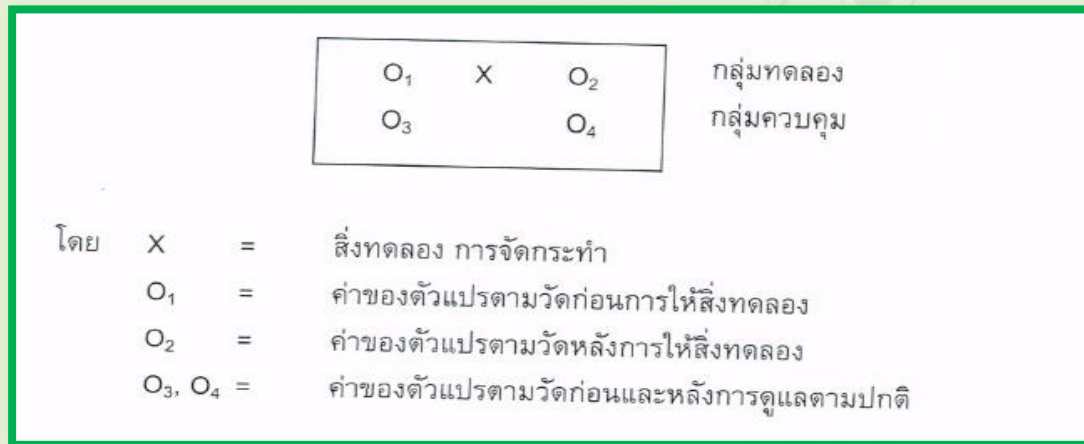 O₁ X O₂ กลุ่มทดลอง
O₃ O₄ กลุ่มควบคุม
โดย X = สิ่งทดลอง การจัดกระทำ
O₁ = ค่าของตัวแปรตามวัดก่อนการให้สิ่งทดลอง
O₂ = ค่าของตัวแปรตามวัดหลังการให้สิ่งทดลอง
O₃, O₄ = ค่าของตัวแปรตามวัดก่อนและหลังการดูแลตามปกติ